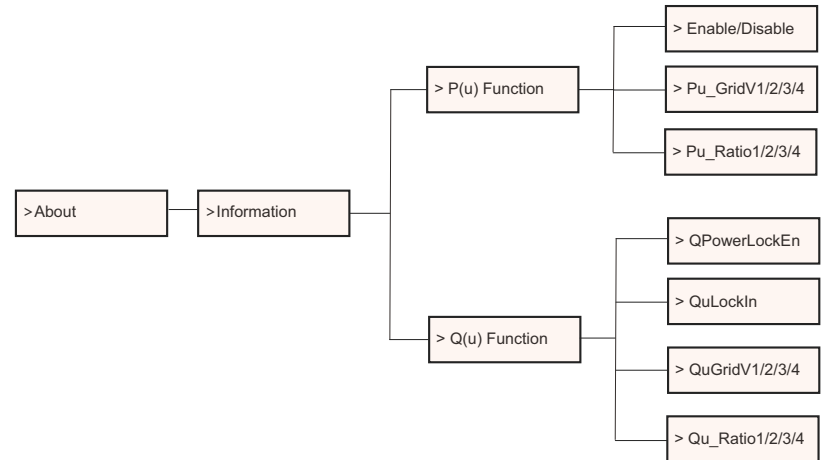 >About
>Information
> P(u) Function
> Enable/Disable
> Pu_GridV1/2/3/4
> Pu_Ratio1/2/3/4
> Q(u) Function
> QPowerLockEn
> QuLockIn
> QuGridV1/2/3/4
> Qu_Ratio1/2/3/4